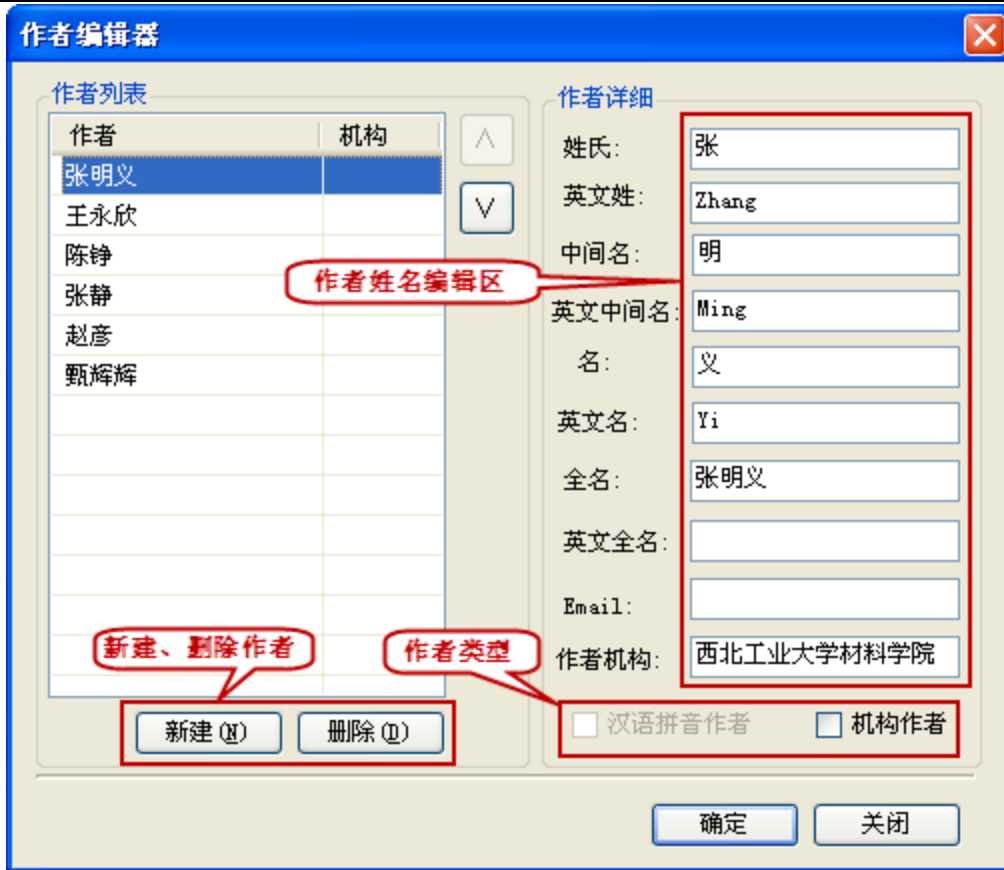 作者编辑器
作者列表
作者 机构
张明义
王永欣
陈铮
张静
赵彦
甄辉辉
新建、删除作者
新建(N) 删除(D)
作者详细
姓氏: 张
英文姓: Zhang
中间名: 明
作者姓名编辑区
英文中间名: Ming
名: 义
英文名: Yi
全名: 张明义
英文全名:
Email:
作者机构: 西北工业大学材料学院
作者类型
汉语拼音作者 机构作者
确定 关闭